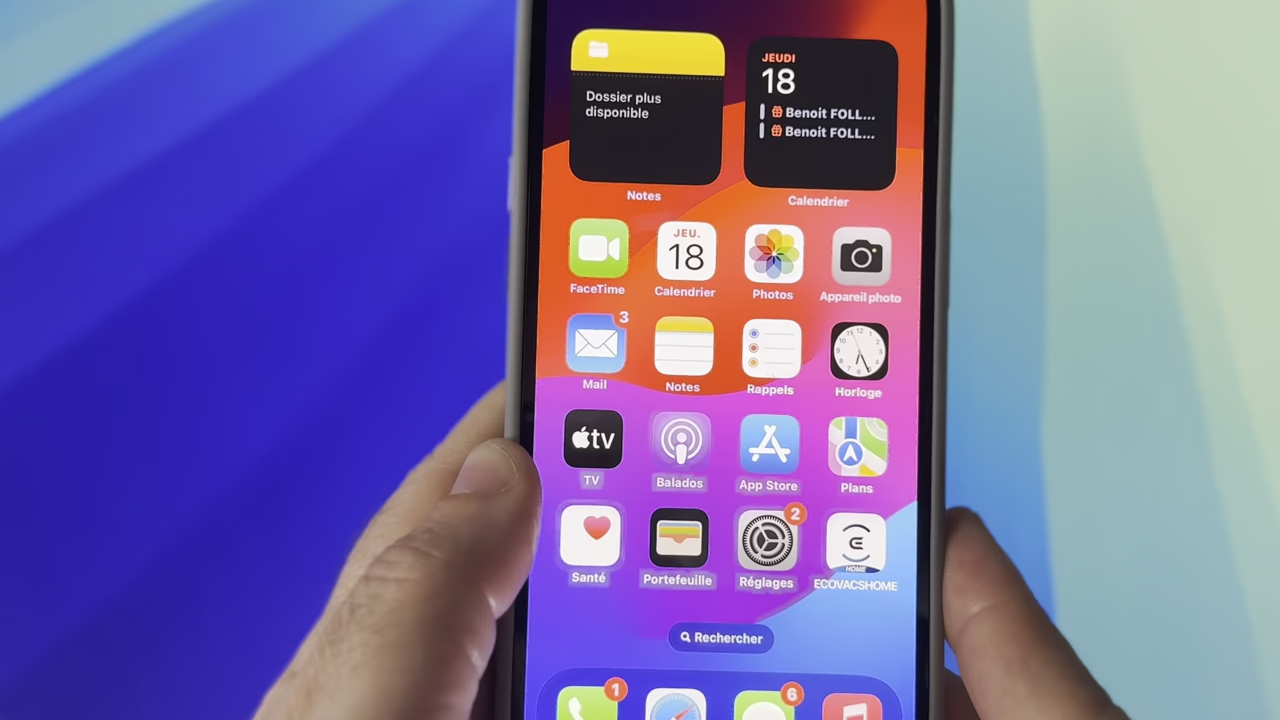 Dossier plus
disponible
Notes
JEUDI
18
Benoit FOLL...
Benoit FOLL...
Calendrier
FaceTime
JEU.
18
Calendrier
Photos
Appareil photo
3
Mail
Notes
Rappels
Horloge
tv
TV
Balados
App Store
Plans
Santé
Portefeuille
2
Réglages
HOME
ECOVACSHOME
Rechercher
1
6